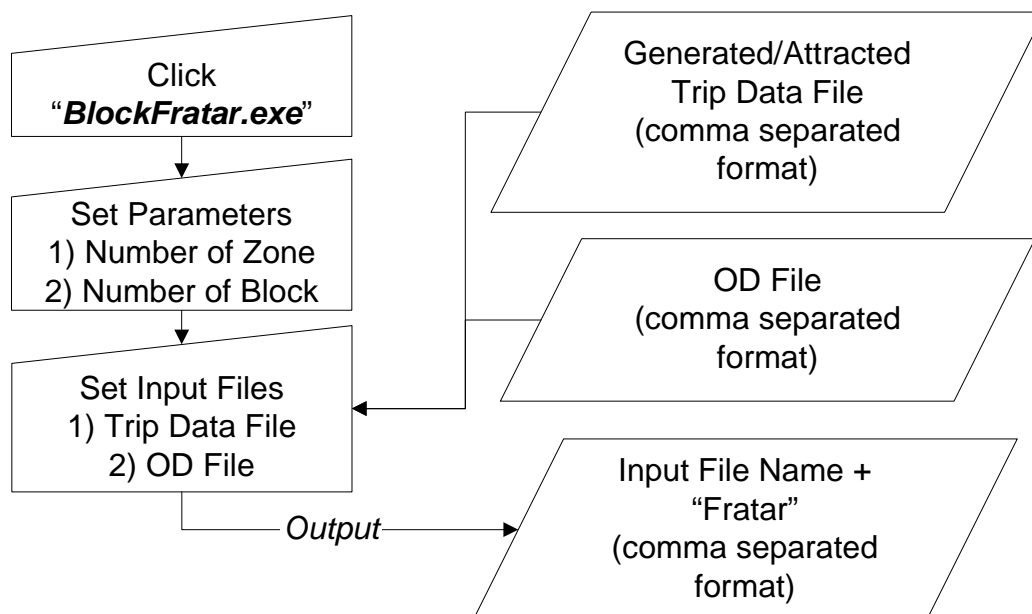 Click
“BlockFratar.exe”
Set Parameters
1) Number of Zone
2) Number of Block
Set Input Files
1) Trip Data File
2) OD File
Generated/Attracted
Trip Data File
(comma separated
format)
OD File
(comma separated
format)
Output
Input File Name +
“Fratar”
(comma separated
format)